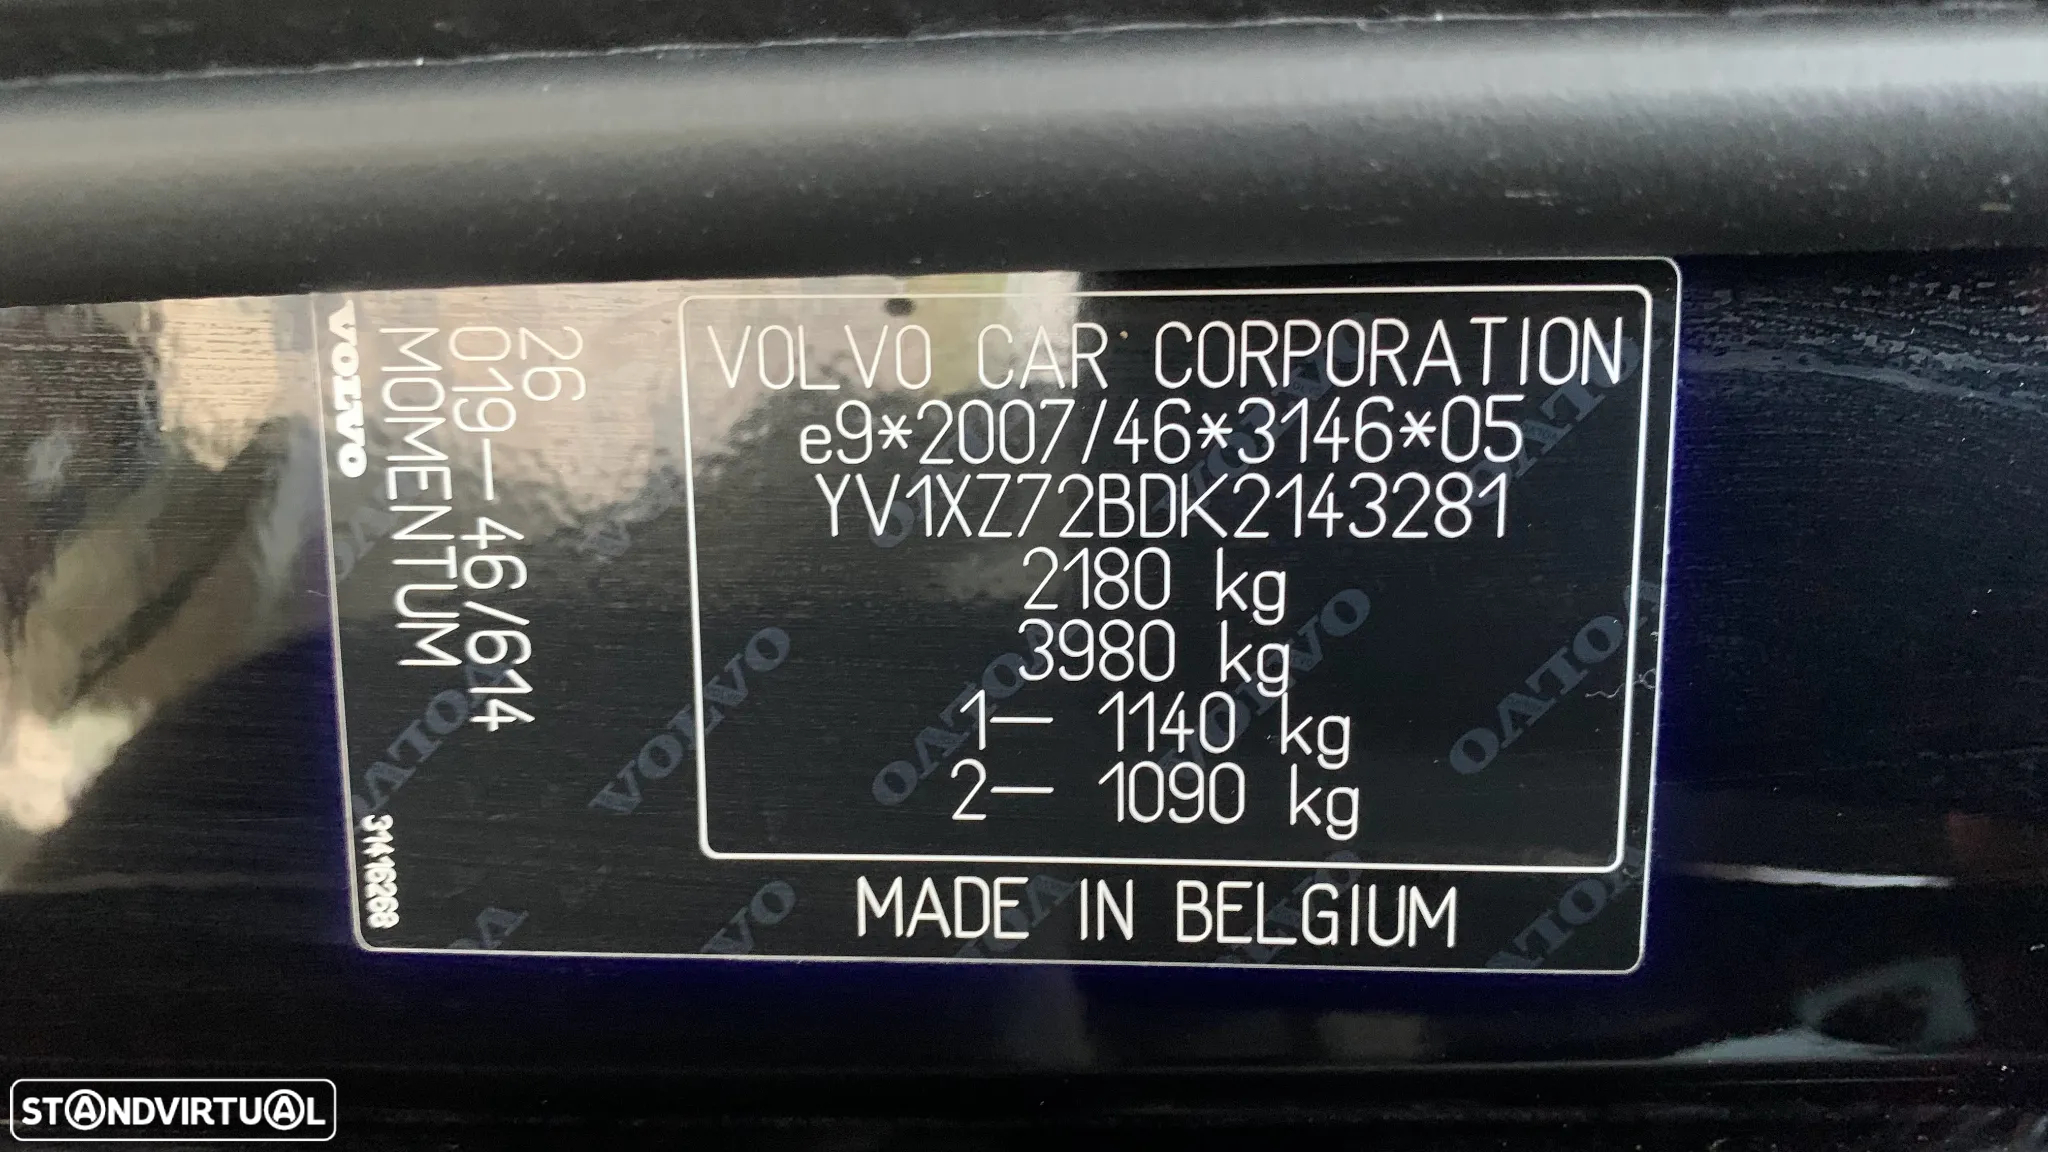 VOLVO CAR CORPORATION
e9*2007/46*3146*05
YV1XZ72BDK2143281
2180 kg
3980 kg
1— 1140 kg
2— 1090 kg
MADE IN BELGIUM
26
019—46/614
MOMENTUM
VOLVO
31416268
STANDVIRTUAL